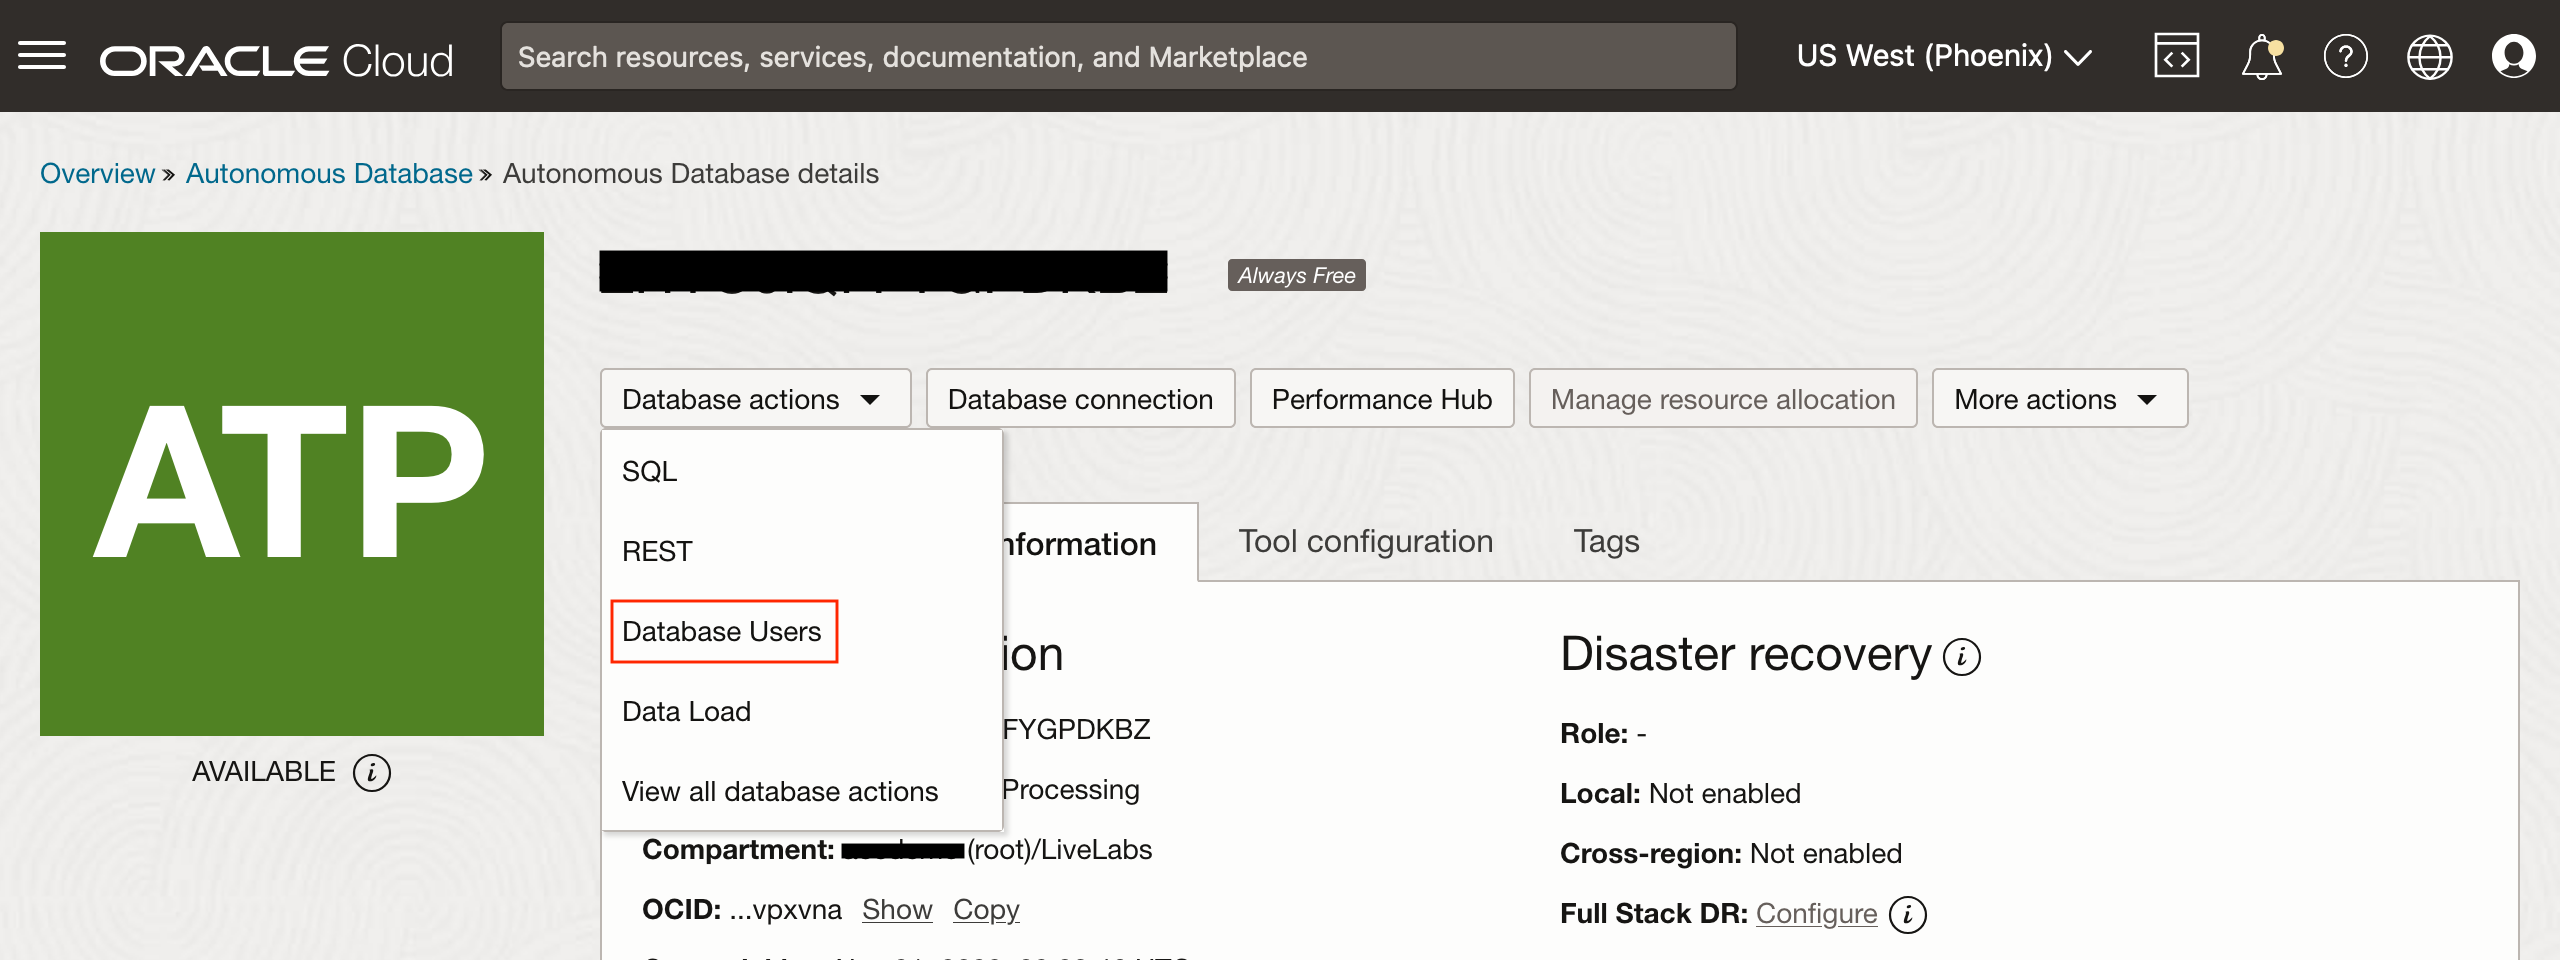 ORACLE Cloud
Search resources, services, documentation, and Marketplace
US West (Phoenix)
Overview » Autonomous Database » Autonomous Database details
ATP
AVAILABLE
Always Free
Database actions
Database connection
Performance Hub
Manage resource allocation
More actions
SQL
REST
Database Users
Data Load
View all database actions
nformation
Tool configuration
Tags
ion
FYGPDKBZ
Processing
Compartment: (root)/LiveLabs
OCID: ...vpxvna Show Copy
Disaster recovery
Role: -
Local: Not enabled
Cross-region: Not enabled
Full Stack DR: Configure